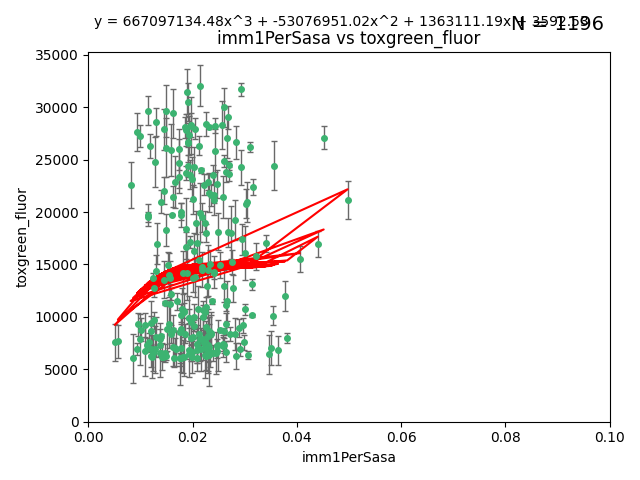 y = 667097134.48x^3 + -53076951.02x^2 + 1363111.19x + 3592.59
N = 1196
imm1PerSasa vs toxgreen_fluor
35000
30000
25000
20000
15000
10000
5000
0
toxgreen_fluor
0.00 0.02 0.04 0.06 0.08 0.10
imm1PerSasa